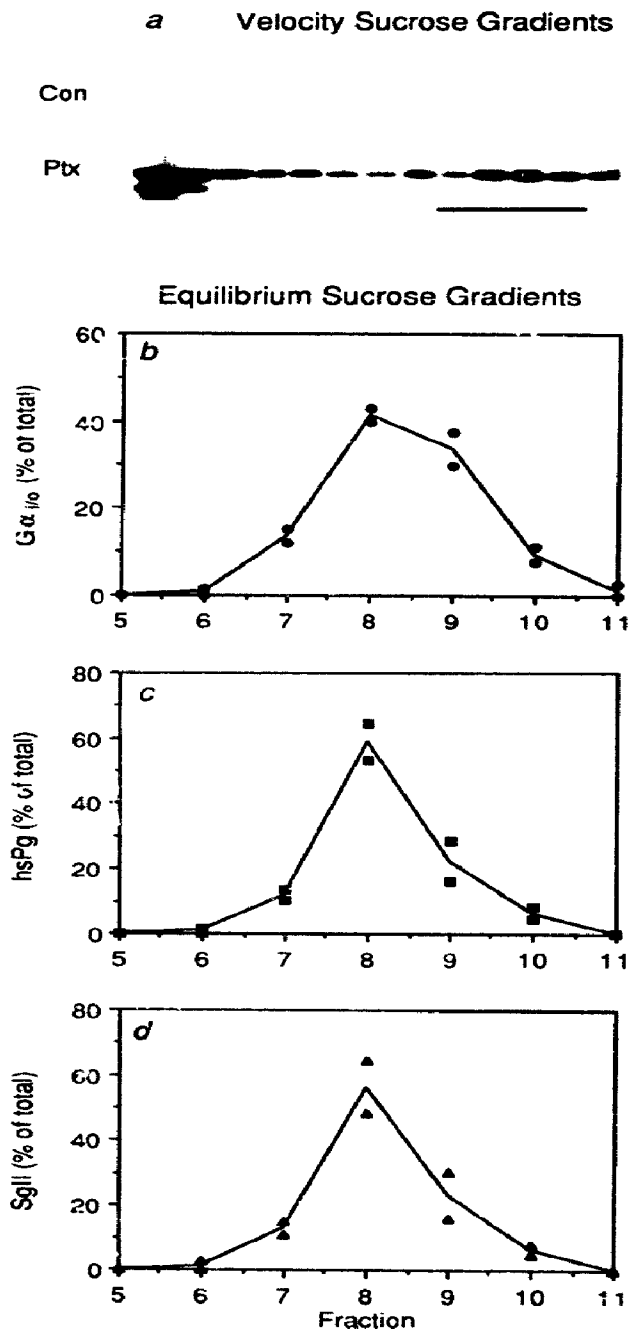 a Velocity Sucrose Gradients
Con
Ptx
Equilibrium Sucrose Gradients
b
Gα i/o (% of total)
60
40
20
0
5 6 7 8 9 10 11
c
hsPg (% of total)
80
60
40
20
0
5 6 7 8 9 10 11
d
SgII (% of total)
80
60
40
20
0
5 6 7 8 9 10 11
Fraction